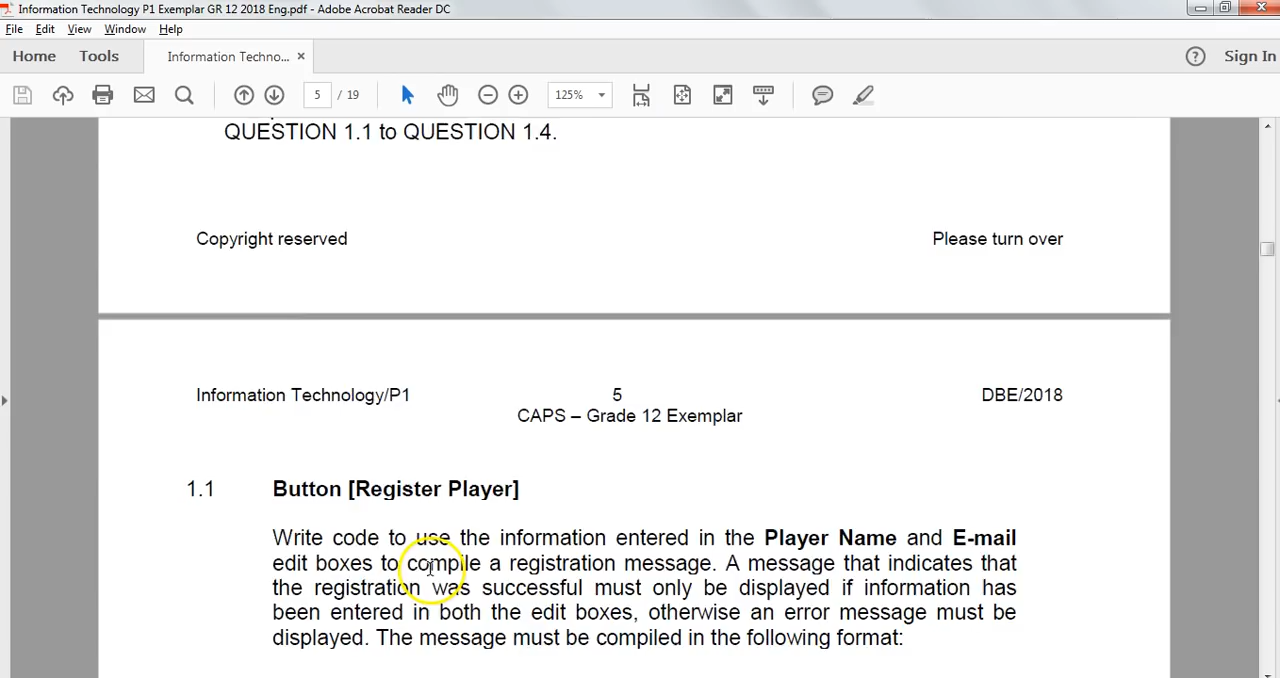 Information Technology P1 Exemplar GR 12 2018 Eng.pdf - Adobe Acrobat Reader DC
File Edit View Window Help
Home Tools Information Techno... × ? Sign In
5 / 19 125%
QUESTION 1.1 to QUESTION 1.4.
Copyright reserved Please turn over
Information Technology/P1 5 DBE/2018
CAPS – Grade 12 Exemplar
1.1 Button [Register Player]
Write code to use the information entered in the Player Name and E-mail
edit boxes to compile a registration message. A message that indicates that
the registration was successful must only be displayed if information has
been entered in both the edit boxes, otherwise an error message must be
displayed. The message must be compiled in the following format: